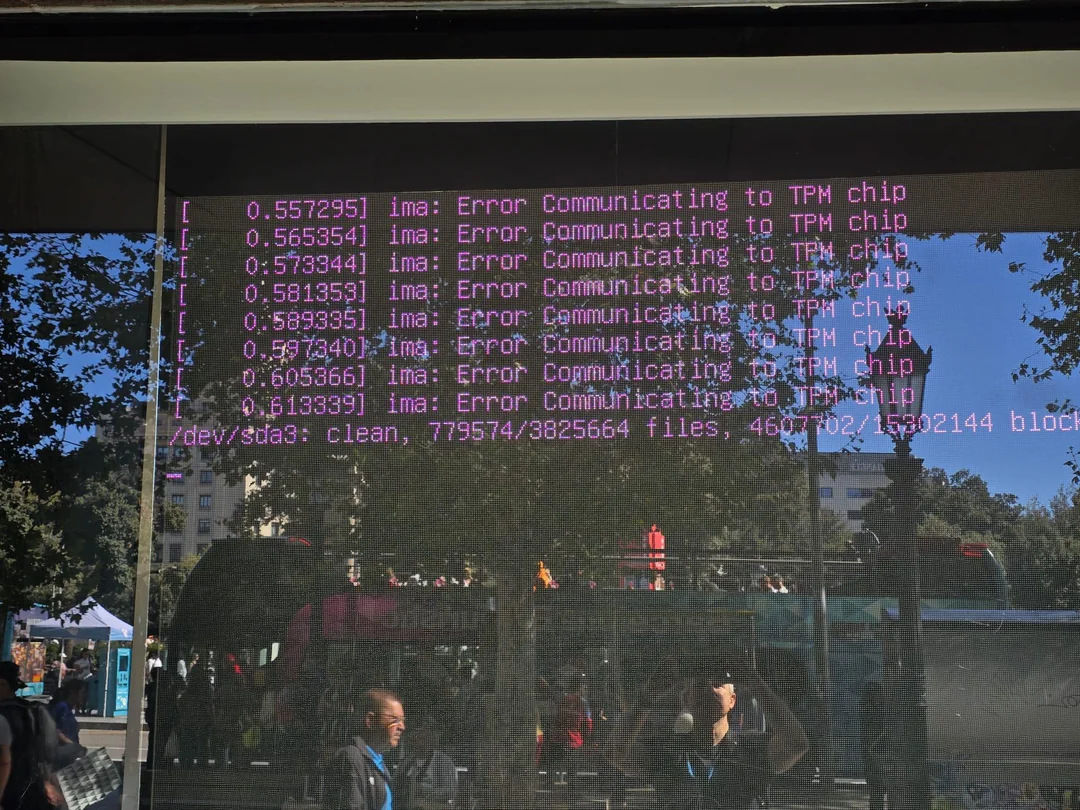 [    0.557295] ima: Error Communicating to TPM chip
[    0.565354] ima: Error Communicating to TPM chip
[    0.573344] ima: Error Communicating to TPM chip
[    0.581353] ima: Error Communicating to TPM chip
[    0.589335] ima: Error Communicating to TPM chip
[    0.597340] ima: Error Communicating to TPM chip
[    0.605366] ima: Error Communicating to TPM chip
[    0.613339] ima: Error Communicating to TPM chip
/dev/sda3: clean, 779574/3825664 files, 4607702/15302144 block